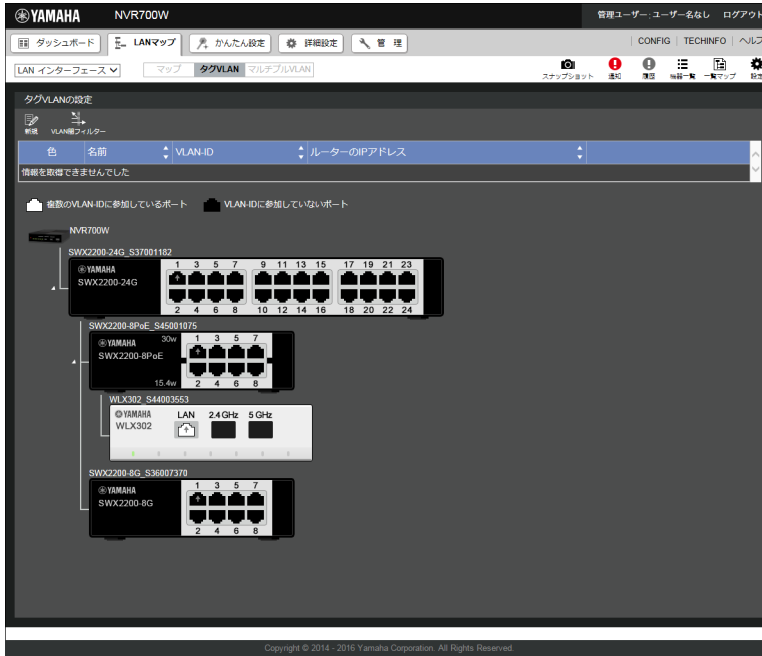 YAMAHA NVR700W 管理ユーザー: ユーザー名なし ログアウト
ダッシュボード LANマップ かんたん設定 詳細設定 管 理 CONFIG | TECHINFO | ヘルプ
LAN インターフェース マップ タグVLAN マルチプルVLAN スナップショット 通知 履歴 機器一覧 一覧マップ 設定
タグVLANの設定
新規 VLAN間フィルター
色 名前 VLAN-ID ルーターのIPアドレス
情報を取得できませんでした
複数のVLAN-IDに参加しているポート VLAN-IDに参加していないポート
NVR700W
SWX2200-24G_S37001182
YAMAHA 1 3 5 7 9 11 13 15 17 19 21 23
SWX2200-24G
2 4 6 8 10 12 14 16 18 20 22 24
SWX2200-8PoE_S45001075
YAMAHA 30w 1 3 5 7
SWX2200-8PoE
15.4w 2 4 6 8
WLX302_S44003553
YAMAHA LAN 2.4 GHz 5 GHz
WLX302
SWX2200-8G_S36007370
YAMAHA 1 3 5 7
SWX2200-8G
2 4 6 8
Copyright © 2014 - 2016 Yamaha Corporation. All Rights Reserved.